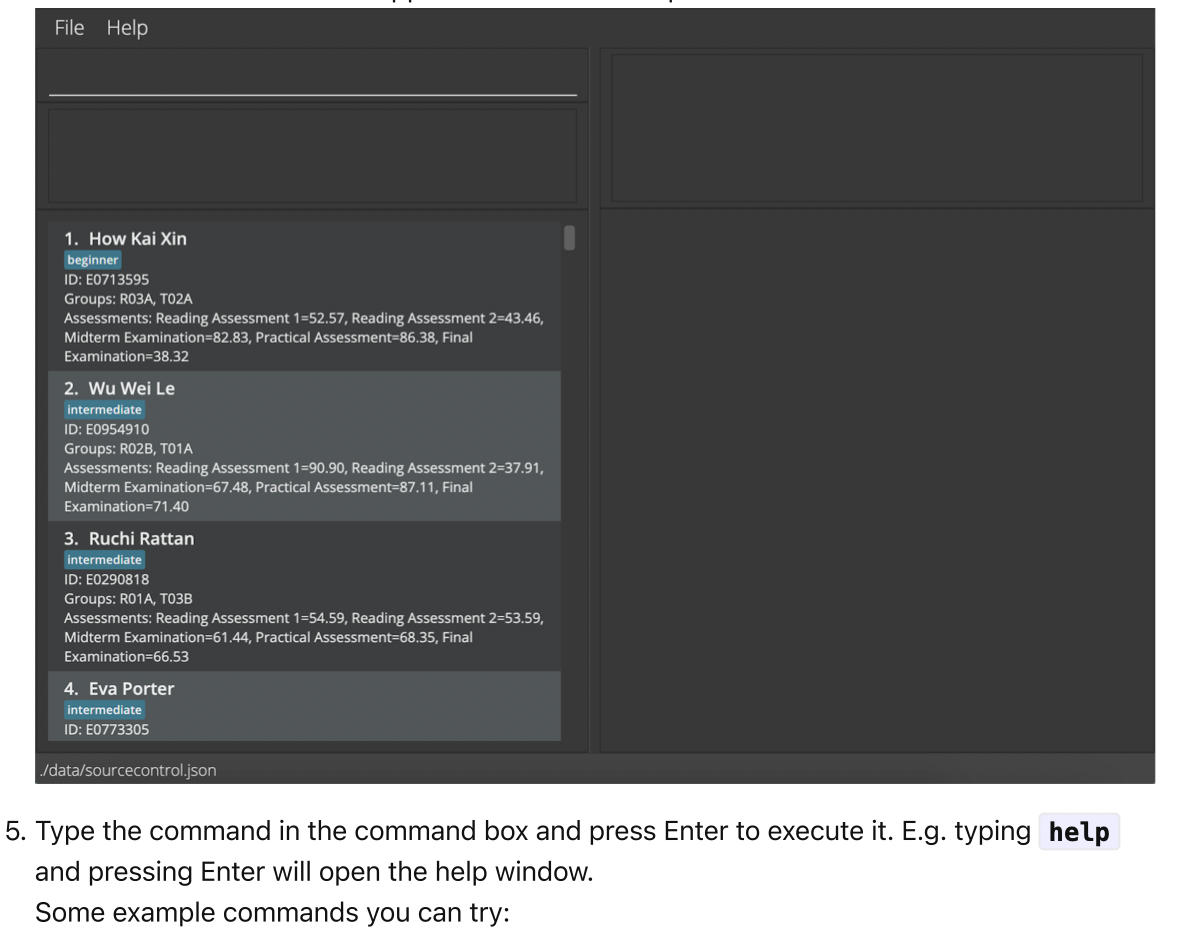 File Help
1. How Kai Xin
beginner
ID: E0713595
Groups: R03A, T02A
Assessments: Reading Assessment 1=52.57, Reading Assessment 2=43.46,
Midterm Examination=82.83, Practical Assessment=86.38, Final
Examination=38.32
2. Wu Wei Le
intermediate
ID: E0954910
Groups: R02B, T01A
Assessments: Reading Assessment 1=90.90, Reading Assessment 2=37.91,
Midterm Examination=67.48, Practical Assessment=87.11, Final
Examination=71.40
3. Ruchi Rattan
intermediate
ID: E0290818
Groups: R01A, T03B
Assessments: Reading Assessment 1=54.59, Reading Assessment 2=53.59,
Midterm Examination=61.44, Practical Assessment=68.35, Final
Examination=66.53
4. Eva Porter
intermediate
ID: E0773305
./data/sourcecontrol.json
5. Type the command in the command box and press Enter to execute it. E.g. typing help
and pressing Enter will open the help window.
Some example commands you can try: